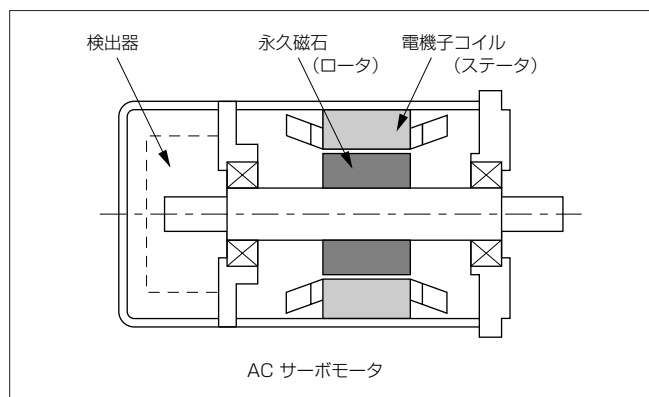 検出器
永久磁石
（ロータ）
電機子コイル
（ステータ）
AC サーボモータ